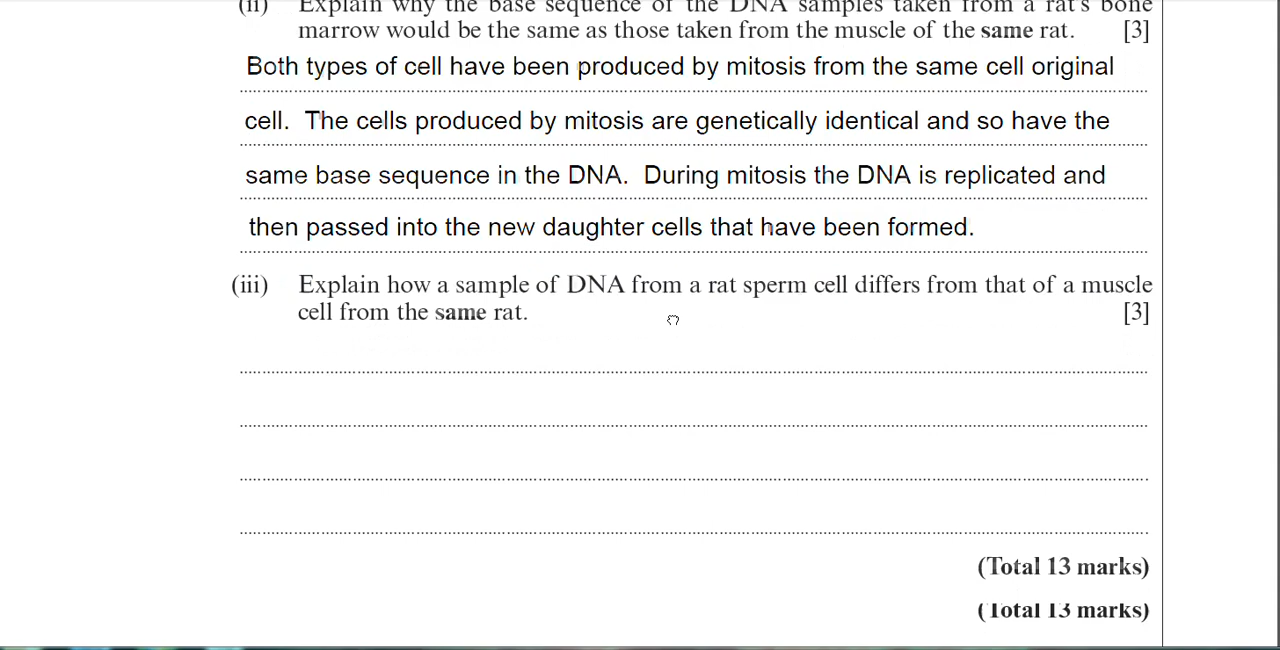 (ii) Explain why the base sequence of the DNA samples taken from a rat's bone
marrow would be the same as those taken from the muscle of the same rat. [3]
Both types of cell have been produced by mitosis from the same cell original
cell. The cells produced by mitosis are genetically identical and so have the
same base sequence in the DNA. During mitosis the DNA is replicated and
then passed into the new daughter cells that have been formed.
(iii) Explain how a sample of DNA from a rat sperm cell differs from that of a muscle
cell from the same rat. [3]
(Total 13 marks)
(Total 13 marks)